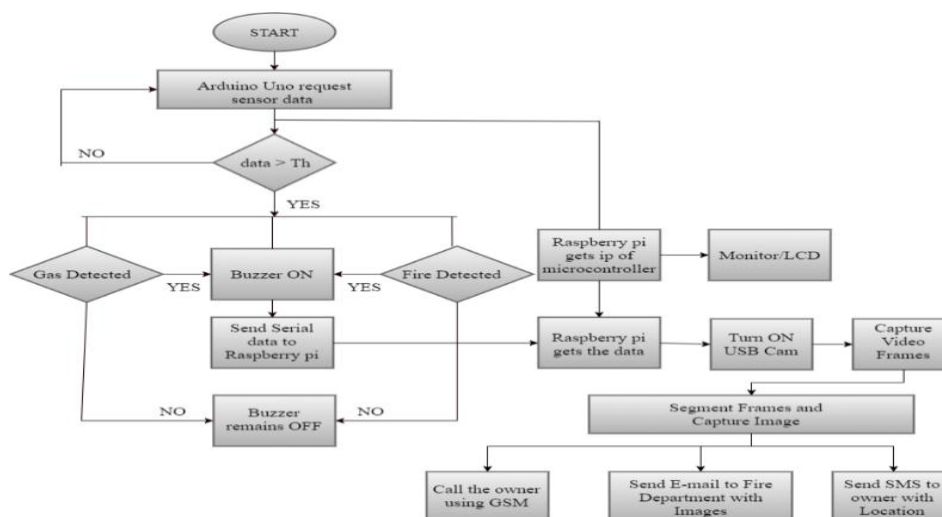 START
Arduino Uno request
sensor data
NO
data > Th
YES
Gas Detected
YES
Buzzer ON
YES
Fire Detected
Raspberry pi
gets ip of
microcontroller
Monitor/LCD
Send Serial
data to
Raspberry pi
Raspberry pi
gets the data
Turn ON
USB Cam
Capture
Video
Frames
NO
Buzzer
remains OFF
NO
Segment Frames and
Capture Image
Call the owner
using GSM
Send E-mail to Fire
Department with
Images
Send SMS to
owner with
Location